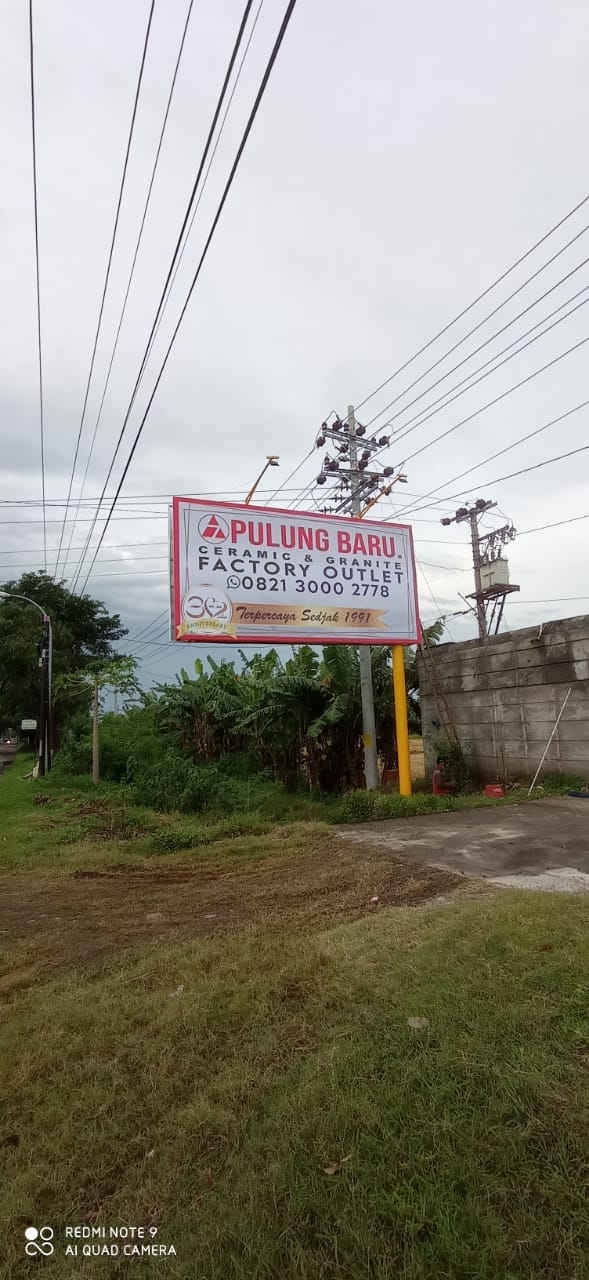 PULUNG BARU
CERAMIC & GRANITE
FACTORY OUTLET
0821 3000 2778
ANNIVERSARY
Terpercaya Sedjak 1991
REDMI NOTE 9
AI QUAD CAMERA